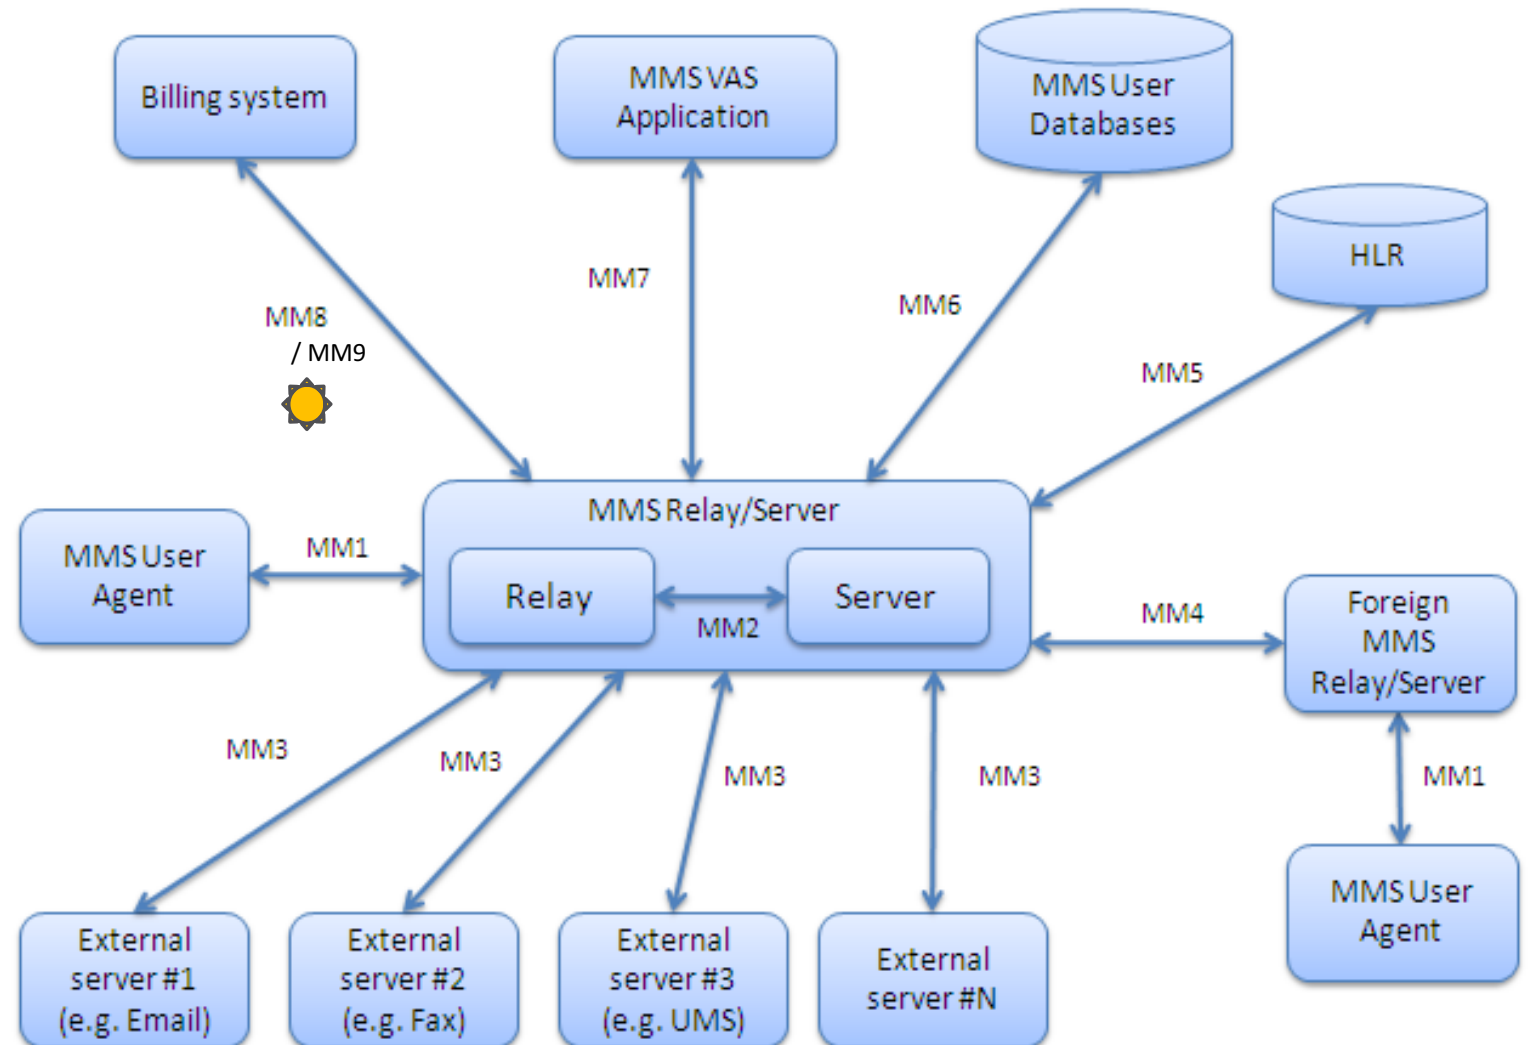 Billing system
MMS VAS
Application
MMS User
Databases
HLR
MM7
MM6
MM8
/ MM9
MM5
MMS Relay/Server
MMS User
Agent
MM1
Relay
Server
MM2
MM4
Foreign
MMS
Relay/Server
MM3
MM3
MM3
MM3
MM1
MMS User
Agent
External
server #1
(e.g. Email)
External
server #2
(e.g. Fax)
External
server #3
(e.g. UMS)
External
server #N